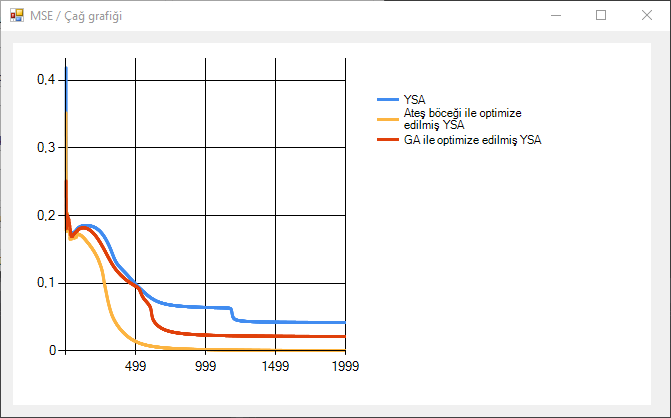 MSE / Çağ grafiği
0,4
0,3
0,2
0,1
0
499
999
1499
1999
YSA
Ateş böceği ile optimize
edilmiş YSA
GA ile optimize edilmiş YSA